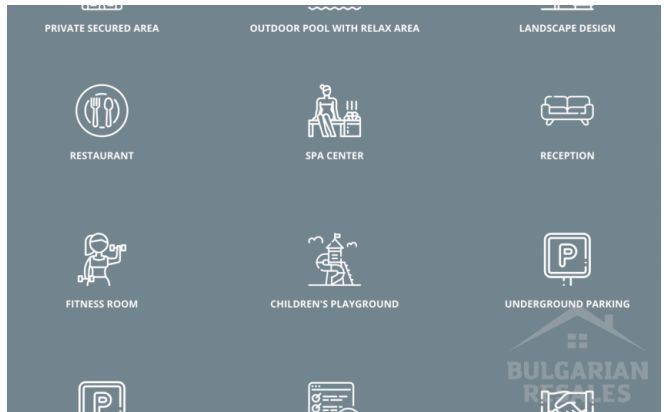 PRIVATE SECURED AREA
OUTDOOR POOL WITH RELAX AREA
LANDSCAPE DESIGN
RESTAURANT
SPA CENTER
RECEPTION
FITNESS ROOM
CHILDREN'S PLAYGROUND
P
UNDERGROUND PARKING
P
BULGARIAN
RESALES